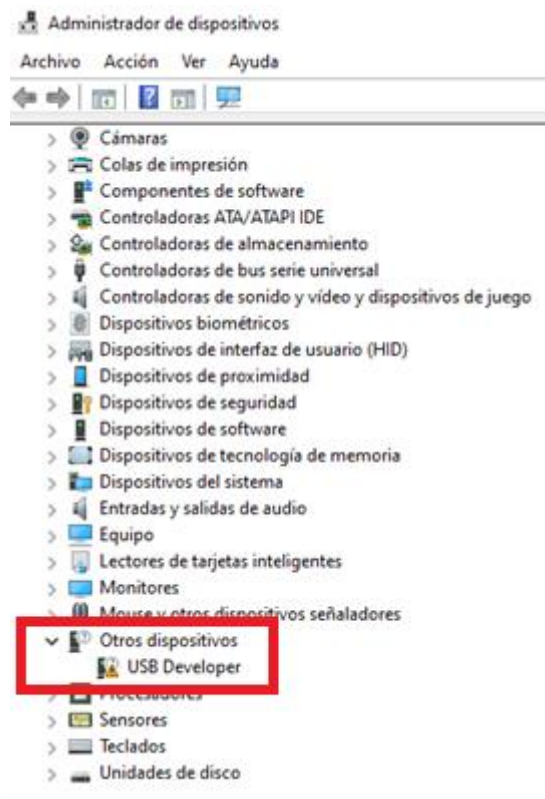 Administrador de dispositivos
Archivo Acción Ver Ayuda
Cámaras
Colas de impresión
Componentes de software
Controladoras ATA/ATAPI IDE
Controladoras de almacenamiento
Controladoras de bus serie universal
Controladoras de sonido y vídeo y dispositivos de juego
Dispositivos biométricos
Dispositivos de interfaz de usuario (HID)
Dispositivos de proximidad
Dispositivos de seguridad
Dispositivos de software
Dispositivos de tecnología de memoria
Dispositivos del sistema
Entradas y salidas de audio
Equipo
Lectores de tarjetas inteligentes
Monitores
Mouse y otros dispositivos señaladores
Otros dispositivos
USB Developer
Procesadores
Sensores
Teclados
Unidades de disco